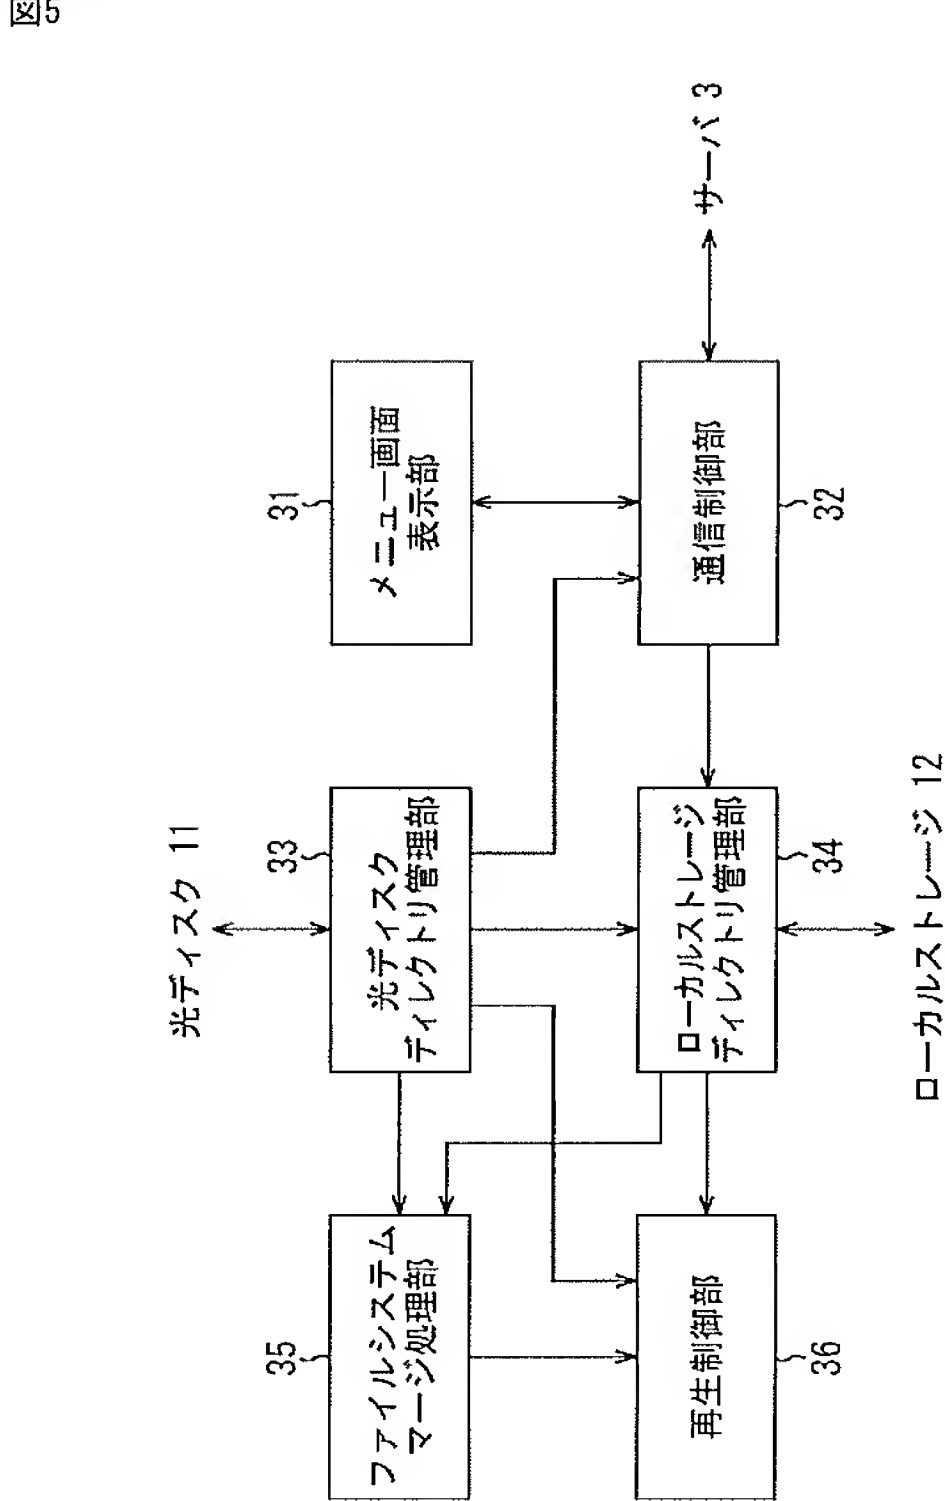 図5
光ディスク 11
35
ファイルシステム
マージ処理部
33
光ディスク
ディレクトリ管理部
31
メニュー画面
表示部
再生制御部
36
ローカルストレージ
ディレクトリ管理部
34
通信制御部
32
サーバ 3
ローカルストレージ 12